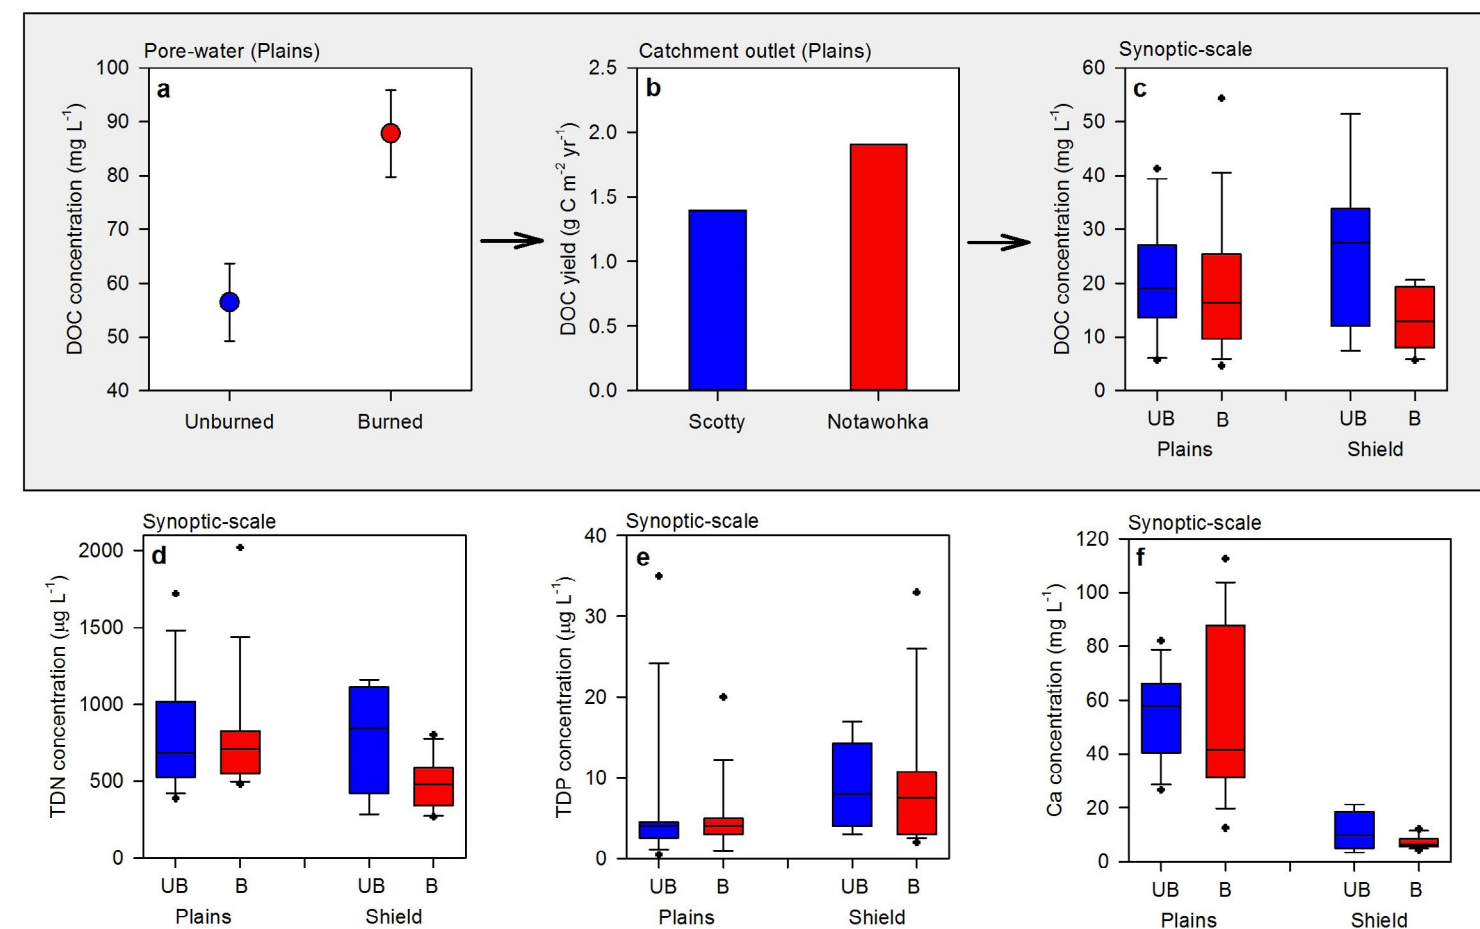 Pore-water (Plains)
a
DOC concentration (mg L⁻¹)
100
90
80
70
60
50
40
Unburned
Burned
Catchment outlet (Plains)
b
DOC yield (g C m⁻² yr⁻¹)
2.5
2.0
1.5
1.0
0.5
0.0
Scotty
Notawohka
Synoptic-scale
c
DOC concentration (mg L⁻¹)
60
50
40
30
20
10
0
UB B UB B
Plains Shield
Synoptic-scale
d
TDN concentration (µg L⁻¹)
2000
1500
1000
500
0
UB B UB B
Plains Shield
Synoptic-scale
e
TDP concentration (µg L⁻¹)
40
30
20
10
0
UB B UB B
Plains Shield
Synoptic-scale
f
Ca concentration (mg L⁻¹)
120
100
80
60
40
20
0
UB B UB B
Plains Shield